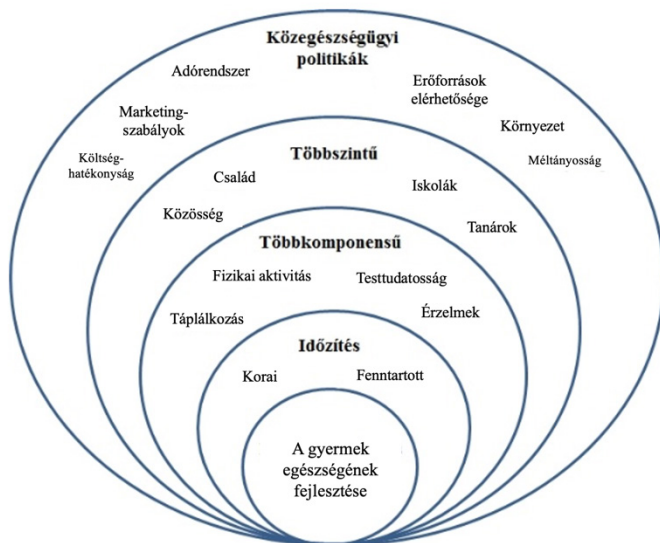 Közegészségügyi
politikák
Adórendszer
Erőforrások
elérhetősége
Marketing-
szabályok
Környezet
Költség-
hatékonyság
Méltányosság
Többszintű
Család
Iskolák
Közösség
Tanárok
Többkomponensű
Fizikai aktivitás
Testtudatosság
Táplálkozás
Érzelmek
Időzítés
Korai
Fenntartott
A gyermek
egészségének
fejlesztése